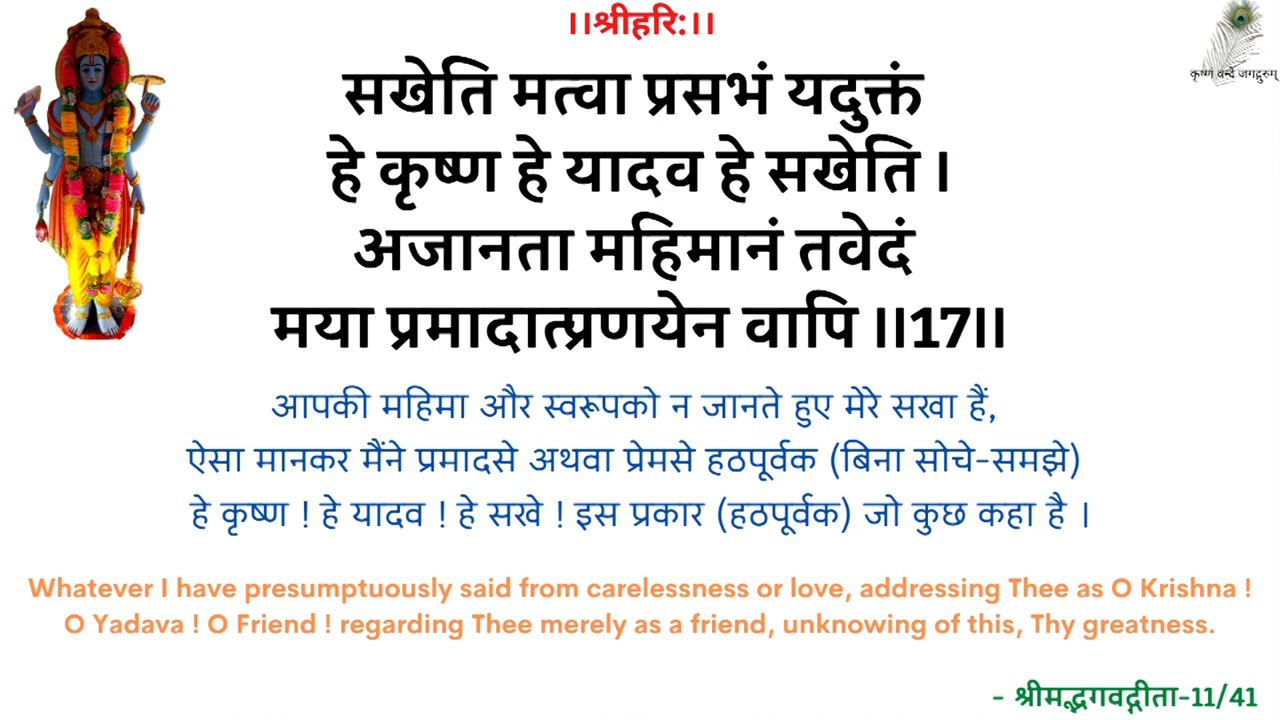 ।।श्रीहरि:।।
कृष्णं वन्दे जगद्गुरुम्
सखेति मत्वा प्रसभं यदुक्तं
हे कृष्ण हे यादव हे सखेति ।
अजानता महिमानं तवेदं
मया प्रमादात्प्रणयेन वापि ।।17।।
आपकी महिमा और स्वरूपको न जानते हुए मेरे सखा हैं,
ऐसा मानकर मैंने प्रमादसे अथवा प्रेमसे हठपूर्वक (बिना सोचे-समझे)
हे कृष्ण ! हे यादव ! हे सखे ! इस प्रकार (हठपूर्वक) जो कुछ कहा है ।
Whatever I have presumptuously said from carelessness or love, addressing Thee as O Krishna !
O Yadava ! O Friend ! regarding Thee merely as a friend, unknowing of this, Thy greatness.
- श्रीमद्भगवद्गीता-11/41